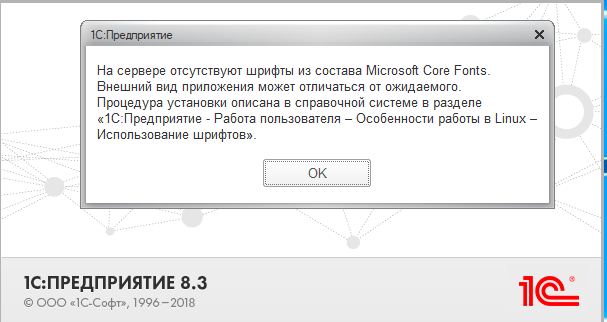 1С:Предприятие
На сервере отсутствуют шрифты из состава Microsoft Core Fonts.
Внешний вид приложения может отличаться от ожидаемого.
Процедура установки описана в справочной системе в разделе
«1С:Предприятие - Работа пользователя – Особенности работы в Linux –
Использование шрифтов».
OK
1С:ПРЕДПРИЯТИЕ 8.3
© ООО «1С-Софт», 1996–2018
1С®